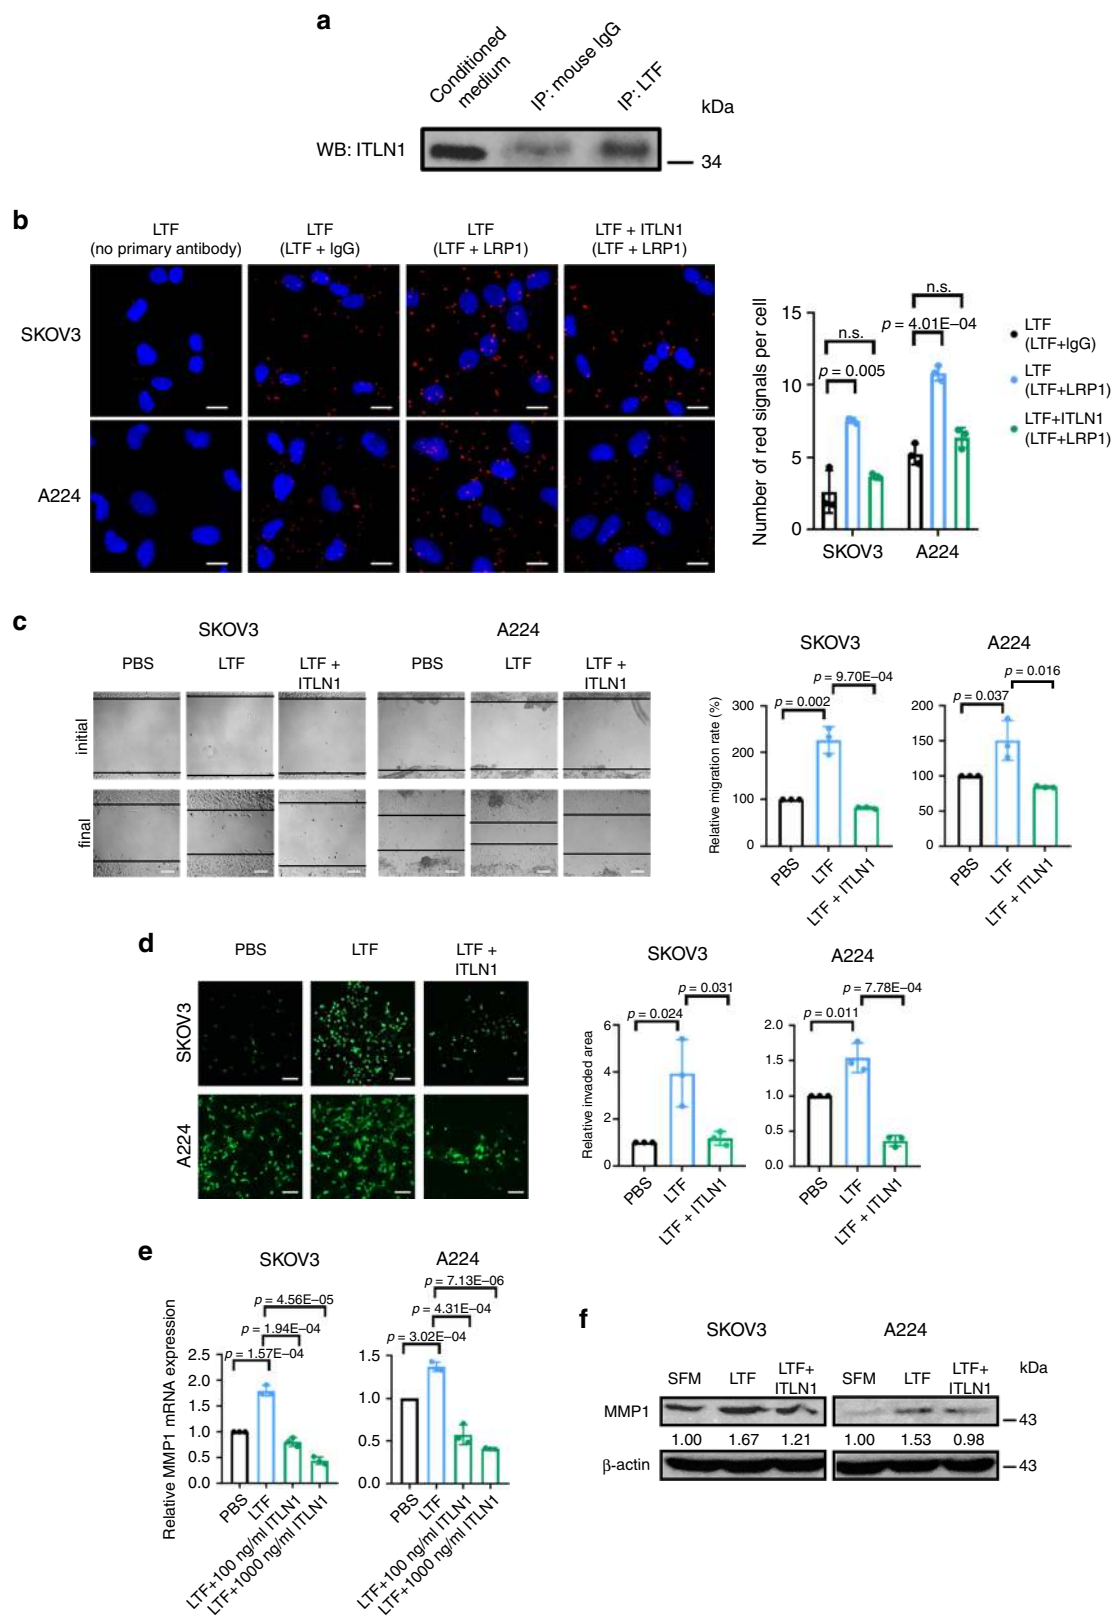 a
Conditioned
medium
IP: mouse IgG
IP: LTF
kDa
WB: ITLN1
34
b
LTF
(no primary antibody)
LTF
(LTF + IgG)
LTF
(LTF + LRP1)
LTF + ITLN1
(LTF + LRP1)
SKOV3
A224
Number of red signals per cell
15
10
5
0
n.s.
p = 0.005
n.s.
p = 4.01E–04
SKOV3
A224
LTF
(LTF+IgG)
LTF
(LTF+LRP1)
LTF+ITLN1
(LTF+LRP1)
c
SKOV3
A224
PBS
LTF
LTF +
ITLN1
PBS
LTF
LTF +
ITLN1
initial
final
SKOV3
p = 9.70E–04
p = 0.002
Relative migration rate (%)
300
200
100
0
PBS
LTF
LTF + ITLN1
A224
p = 0.016
p = 0.037
200
150
100
50
0
PBS
LTF
LTF + ITLN1
d
PBS
LTF
LTF +
ITLN1
SKOV3
A224
SKOV3
p = 0.031
p = 0.024
Relative invaded area
6
4
2
0
PBS
LTF
LTF + ITLN1
A224
p = 7.78E–04
p = 0.011
2.0
1.5
1.0
0.5
0.0
PBS
LTF
LTF + ITLN1
e
SKOV3
p = 4.56E–05
p = 1.94E–04
p = 1.57E–04
Relative MMP1 mRNA expression
2.5
2.0
1.5
1.0
0.5
0.0
PBS
LTF
LTF+100 ng/ml ITLN1
LTF+1000 ng/ml ITLN1
A224
p = 7.13E–06
p = 4.31E–04
p = 3.02E–04
1.5
1.0
0.5
0.0
PBS
LTF
LTF+100 ng/ml ITLN1
LTF+1000 ng/ml ITLN1
f
SKOV3
A224
SFM
LTF
LTF+
ITLN1
SFM
LTF
LTF+
ITLN1
kDa
MMP1
43
1.00 1.67 1.21 1.00 1.53 0.98
β-actin
43